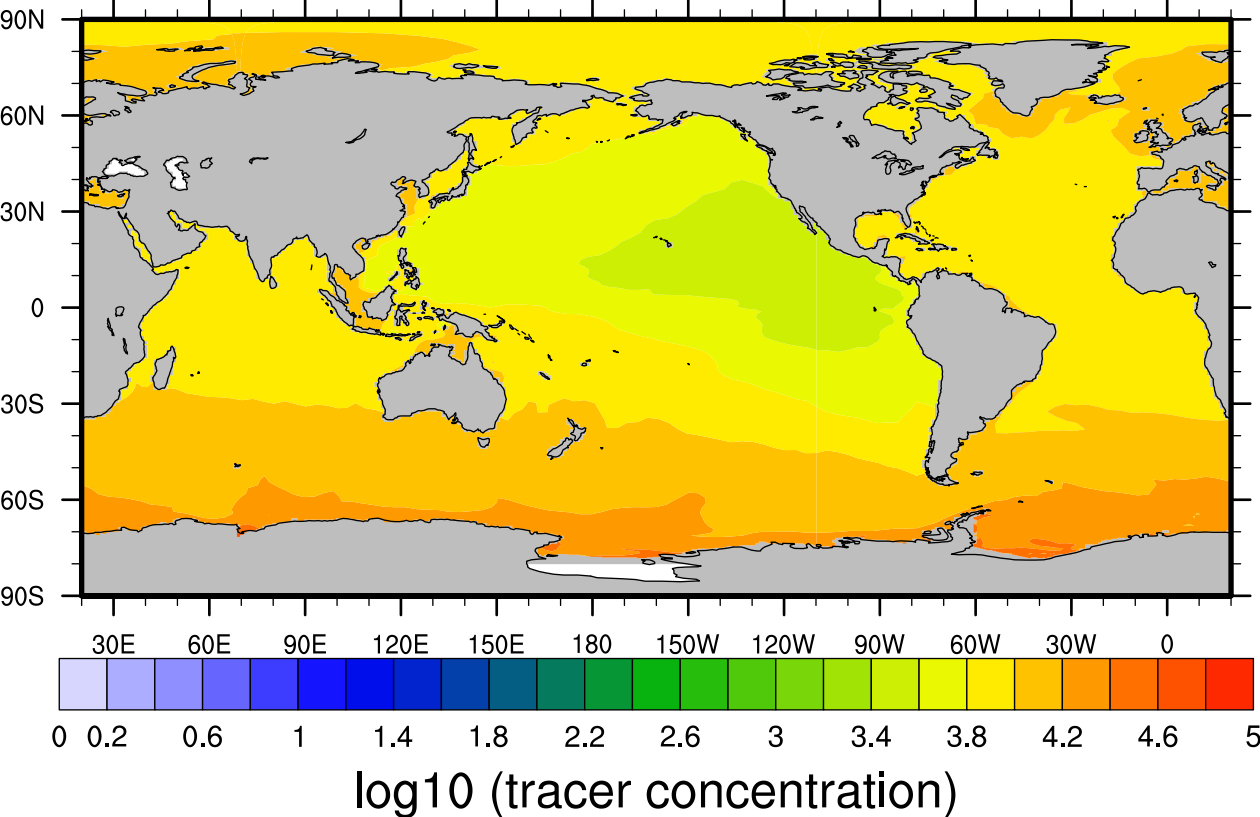 90N
60N
30N
0
30S
60S
90S
30E 60E 90E 120E 150E 180 150W 120W 90W 60W 30W 0
0 0.2 0.6 1 1.4 1.8 2.2 2.6 3 3.4 3.8 4.2 4.6 5
log10 (tracer concentration)